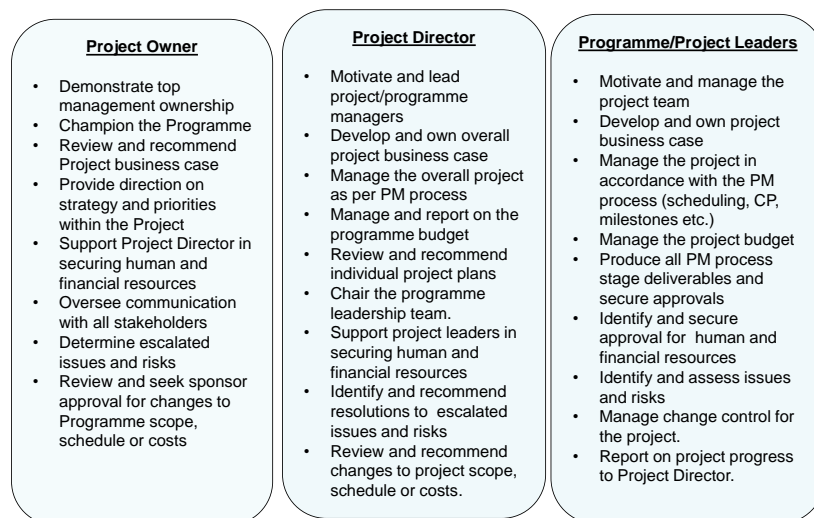 Project Owner
• Demonstrate top
management ownership
• Champion the Programme
• Review and recommend
Project business case
• Provide direction on
strategy and priorities
within the Project
• Support Project Director in
securing human and
financial resources
• Oversee communication
with all stakeholders
• Determine escalated
issues and risks
• Review and seek sponsor
approval for changes to
Programme scope,
schedule or costs
Project Director
• Motivate and lead
project/programme
managers
• Develop and own overall
project business case
• Manage the overall project
as per PM process
• Manage and report on the
programme budget
• Review and recommend
individual project plans
• Chair the programme
leadership team.
• Support project leaders in
securing human and
financial resources
• Identify and recommend
resolutions to escalated
issues and risks
• Review and recommend
changes to project scope,
schedule or costs.
Programme/Project Leaders
• Motivate and manage the
project team
• Develop and own project
business case
• Manage the project in
accordance with the PM
process (scheduling, CP,
milestones etc.)
• Manage the project budget
• Produce all PM process
stage deliverables and
secure approvals
• Identify and secure
approval for human and
financial resources
• Identify and assess issues
and risks
• Manage change control for
the project.
• Report on project progress
to Project Director.